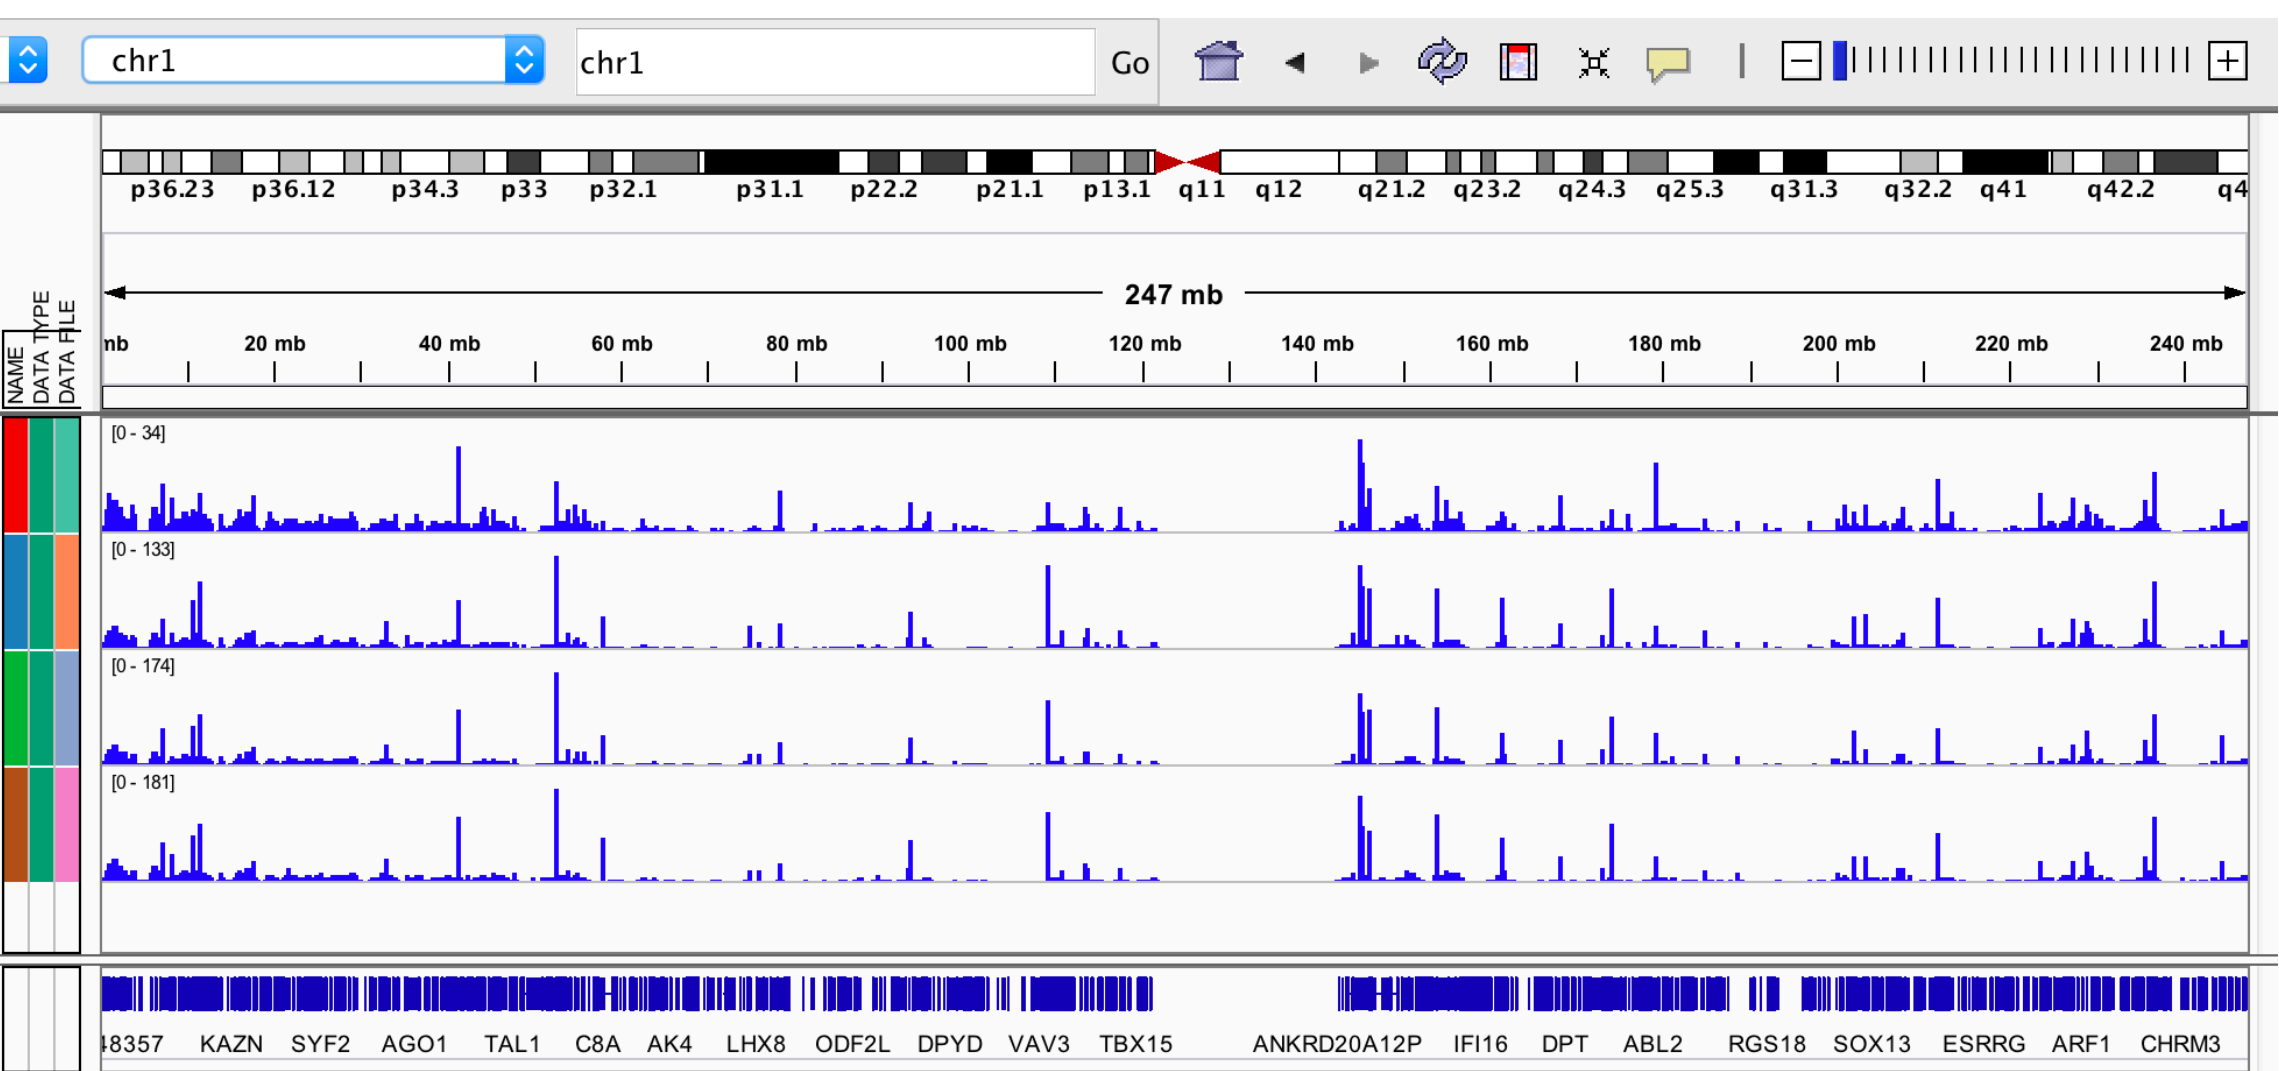 chr1 chr1 Go
p36.23 p36.12 p34.3 p33 p32.1 p31.1 p22.2 p21.1 p13.1 q11 q12 q21.2 q23.2 q24.3 q25.3 q31.3 q32.2 q41 q42.2 q4
247 mb
NAME
DATA TYPE
DATA FILE
mb 20 mb 40 mb 60 mb 80 mb 100 mb 120 mb 140 mb 160 mb 180 mb 200 mb 220 mb 240 mb
[0 - 34]
[0 - 133]
[0 - 174]
[0 - 181]
48357 KAZN SYF2 AGO1 TAL1 C8A AK4 LHX8 ODF2L DPYD VAV3 TBX15 ANKRD20A12P IFI16 DPT ABL2 RGS18 SOX13 ESRRG ARF1 CHRM3